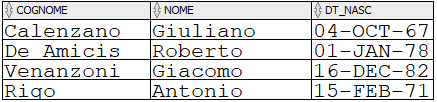 COGNOME NOME DT_NASC
Calenzano Giuliano 04-OCT-67
De Amicis Roberto 01-JAN-78
Venanzoni Giacomo 16-DEC-82
Rigo Antonio 15-FEB-71